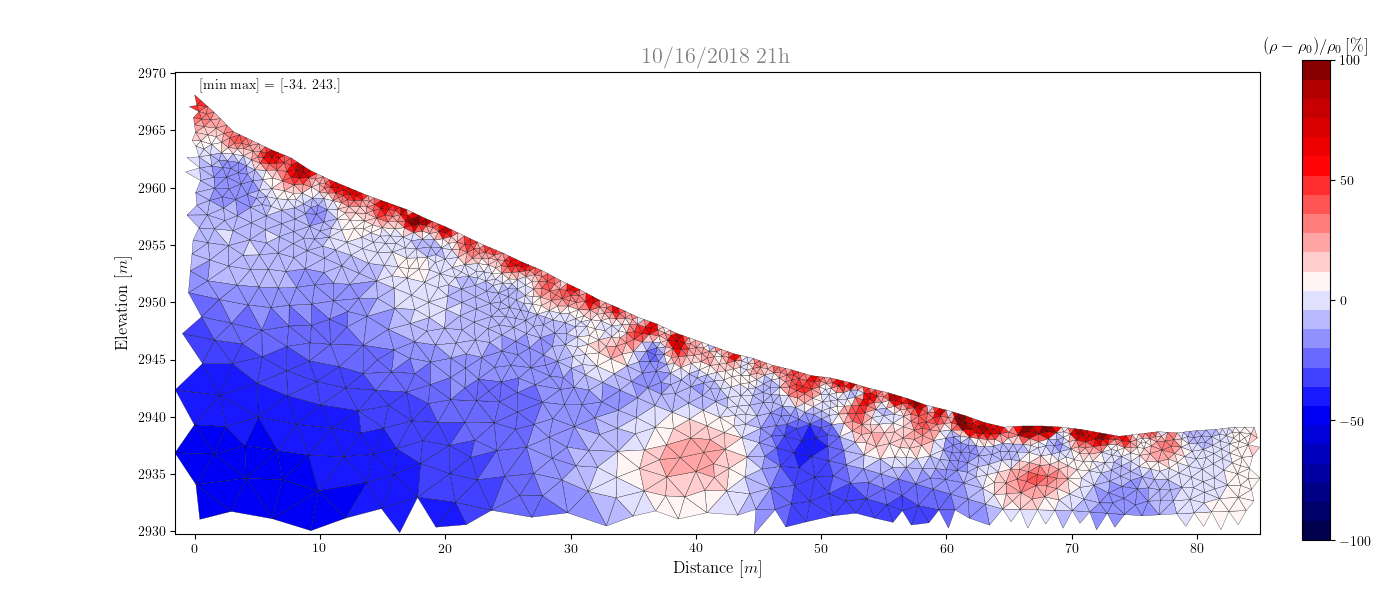 10/16/2018 21h
(ρ − ρ₀)/ρ₀ [%]
[min max] = [-34. 243.]
Elevation [m]
2970
2965
2960
2955
2950
2945
2940
2935
2930
0 10 20 30 40 50 60 70 80
Distance [m]
100
50
0
−50
−100